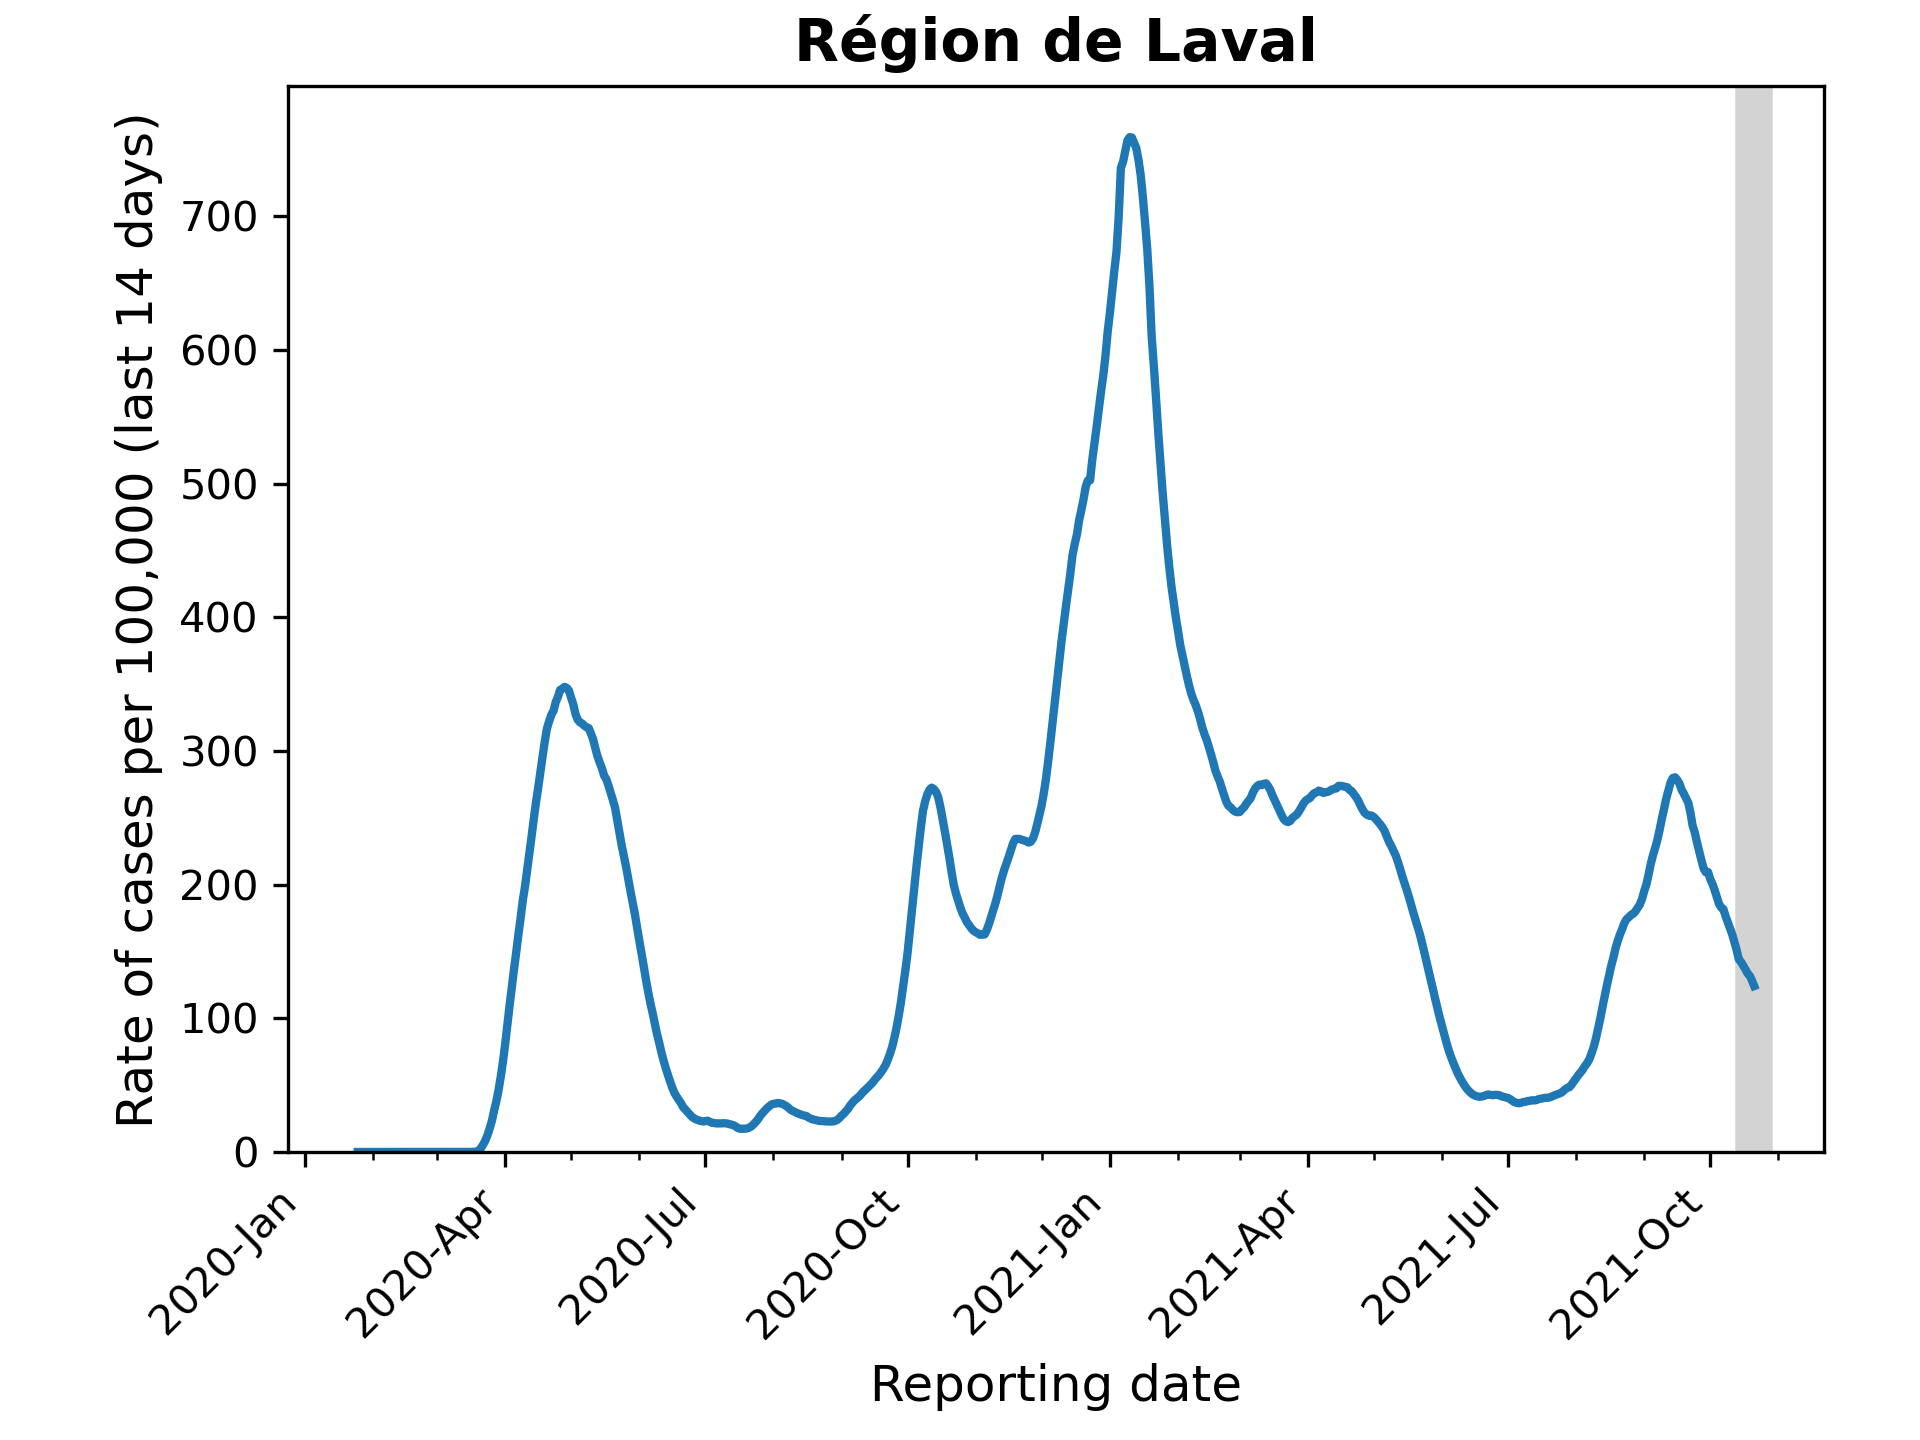 Région de Laval
Rate of cases per 100,000 (last 14 days)
700
600
500
400
300
200
100
0
2020-Jan
2020-Apr
2020-Jul
2020-Oct
2021-Jan
2021-Apr
2021-Jul
2021-Oct
Reporting date